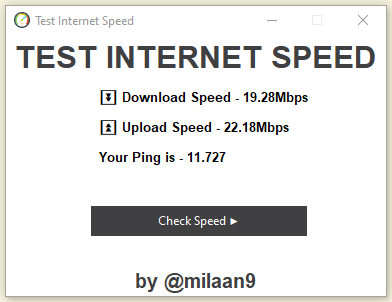 Test Internet Speed
TEST INTERNET SPEED
⏬ Download Speed - 19.28Mbps
⏫ Upload Speed - 22.18Mbps
Your Ping is - 11.727
Check Speed ►
by @milaan9